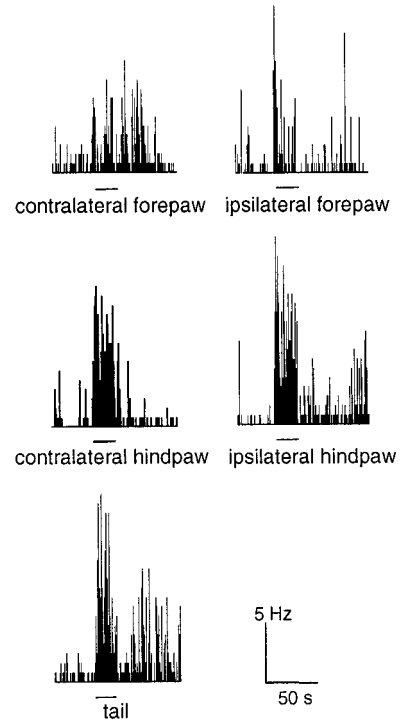 contralateral forepaw
ipsilateral forepaw
contralateral hindpaw
ipsilateral hindpaw
tail
5 Hz
50 s